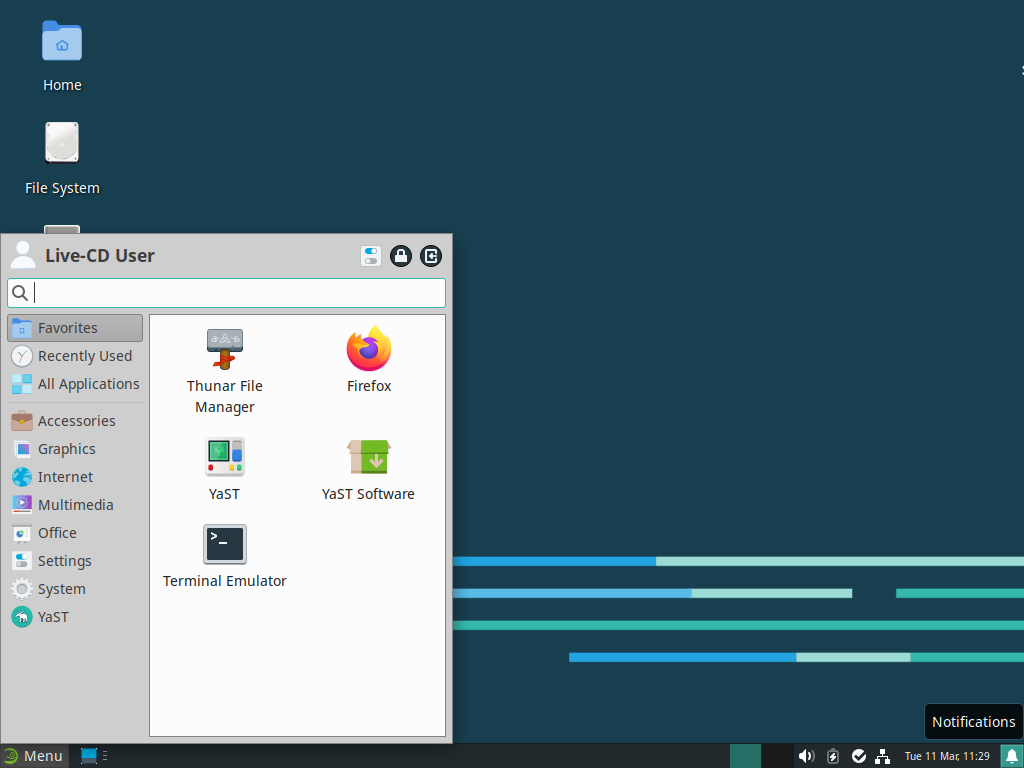 Home
File System
Live-CD User
Favorites
Recently Used
All Applications
Accessories
Graphics
Internet
Multimedia
Office
Settings
System
YaST
Thunar File
Manager
Firefox
YaST
YaST Software
Terminal Emulator
Notifications
Menu
Tue 11 Mar, 11:29